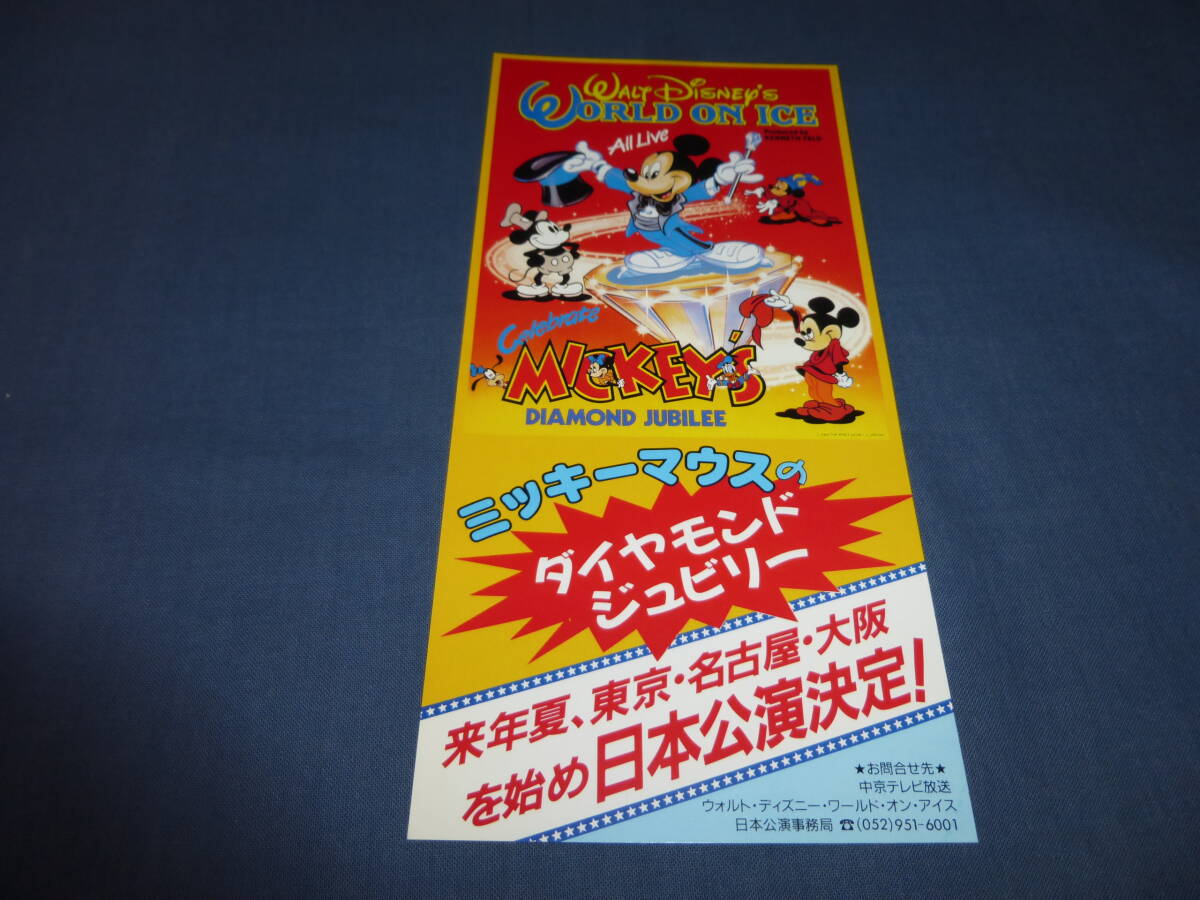 WALT DISNEY'S
WORLD ON ICE
Produced by
KENNETH FELD
All Live
Celebrate
MICKEY'S
DIAMOND JUBILEE
ミッキーマウスの
ダイヤモンド
ジュビリー
来年夏、東京・名古屋・大阪
を始め日本公演決定!
★お問合せ先★
中京テレビ放送
ウォルト・ディズニー・ワールド・オン・アイス
日本公演事務局 ☎(052)951-6001